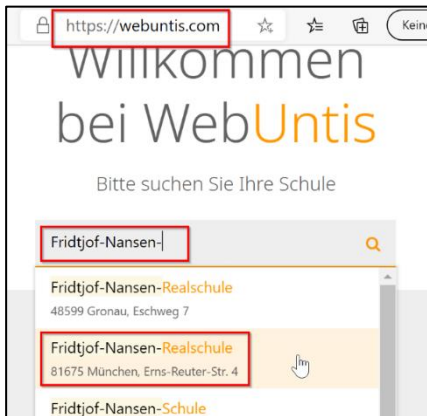 https://webuntis.com
Keine
Willkommen
bei WebUntis
Bitte suchen Sie Ihre Schule
Fridtjof-Nansen-
Fridtjof-Nansen-Realschule
48599 Gronau, Eschweg 7
Fridtjof-Nansen-Realschule
81675 München, Erns-Reuter-Str. 4
Fridtjof-Nansen-Schule